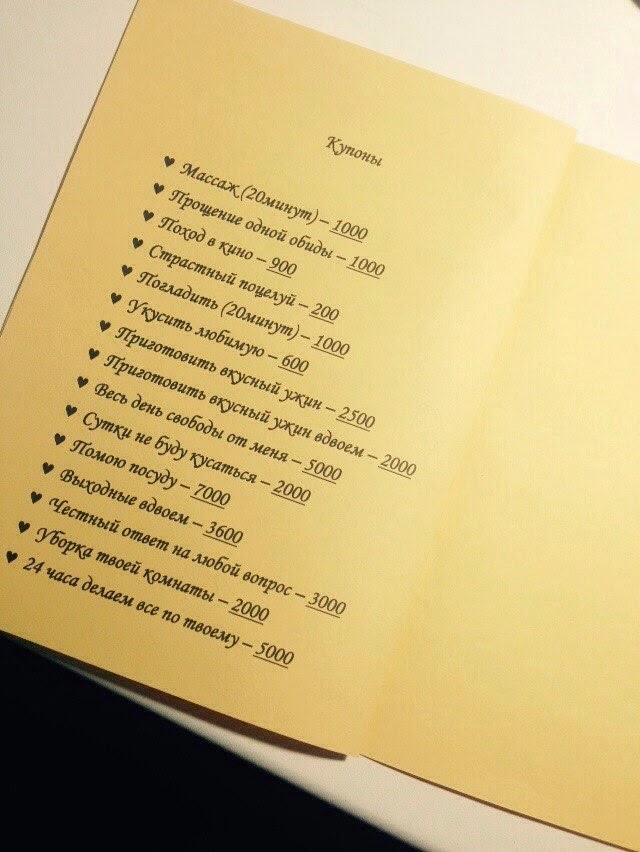 Купоны
♥ Массаж (20минут) – 1000
♥ Прощение одной обиды – 1000
♥ Поход в кино – 900
♥ Страстный поцелуй – 200
♥ Погладить (20минут) – 1000
♥ Укусить любимую – 600
♥ Приготовить вкусный ужин – 2500
♥ Приготовить вкусный ужин вдвоем – 2000
♥ Весь день свободы от меня – 5000
♥ Сутки не буду кусаться – 2000
♥ Помою посуду – 7000
♥ Выходные вдвоем – 3600
♥ Честный ответ на любой вопрос – 3000
♥ Уборка твоей комнаты – 2000
♥ 24 часа делаем все по твоему – 5000